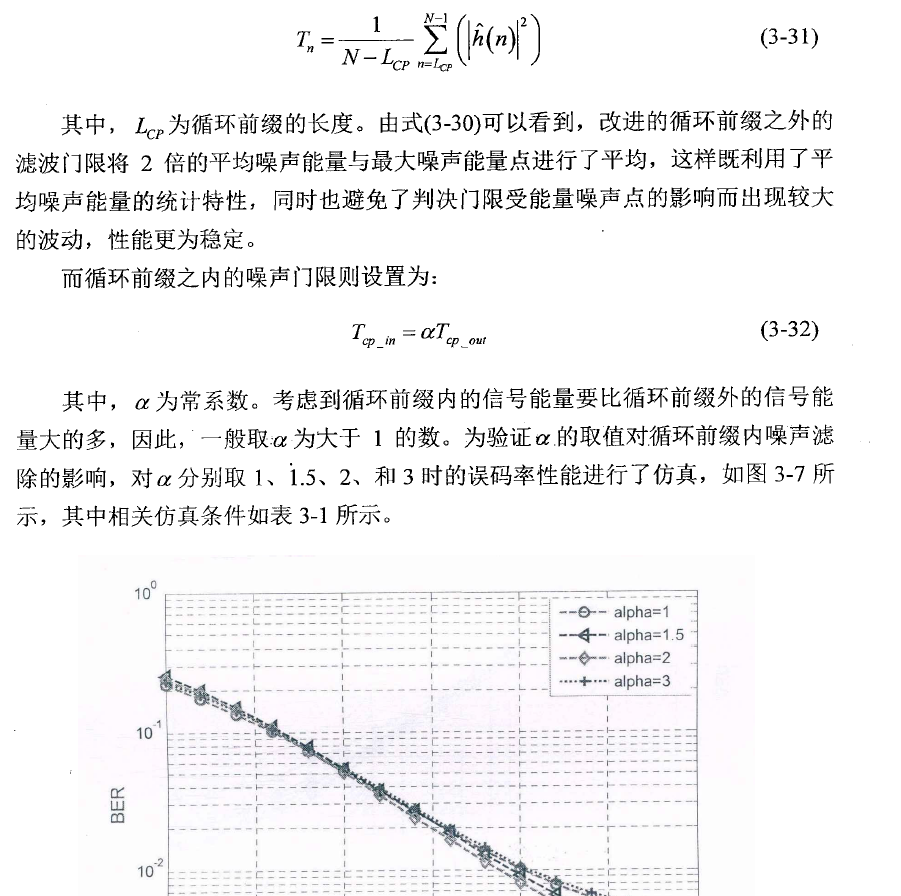 T_n = \frac{1}{N-L_{CP}} \sum_{n=L_{CP}}^{N-1} \left( \left| \hat{h}(n) \right|^2 \right) (3-31)
其中， L_{CP}为循环前缀的长度。由式(3-30)可以看到，改进的循环前缀之外的
滤波门限将 2 倍的平均噪声能量与最大噪声能量点进行了平均，这样既利用了平
均噪声能量的统计特性，同时也避免了判决门限受能量噪声点的影响而出现较大
的波动，性能更为稳定。
而循环前缀之内的噪声门限则设置为：
T_{cp_in} = αT_{cp_out} (3-32)
其中， α 为常系数。考虑到循环前缀内的信号能量要比循环前缀外的信号能
量大的多，因此，一般取α 为大于 1 的数。为验证α 的取值对循环前缀内噪声滤
除的影响，对α 分别取 1、1.5、2、和 3 时的误码率性能进行了仿真，如图 3-7 所
示，其中相关仿真条件如表 3-1 所示。
10^0
alpha=1
alpha=1.5
alpha=2
alpha=3
10^-1
BER
10^-2